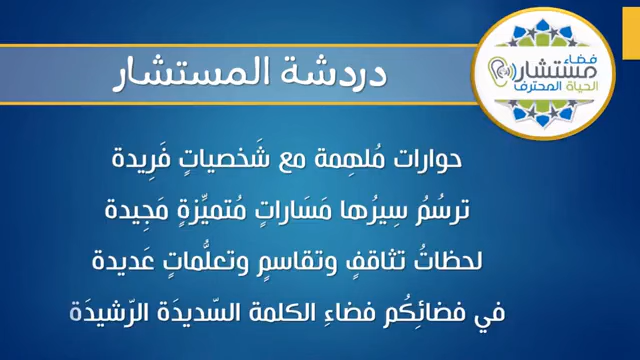 دردشة المستشار
فضاء
مستشار
الحياة المحترف
حوارات مُلهِمة مع شَخصياتٍ فَرِيدة
ترسُمُ سِيرُها مَسَاراتٍ مُتميِّزةٍ مَجِيدة
لحظاتُ تثاقفٍ وتقاسمٍ وتعلُّماتٍ عَديدة
في فضائِكُم فضاءِ الكلمة السّديدَة الرّشيدَة